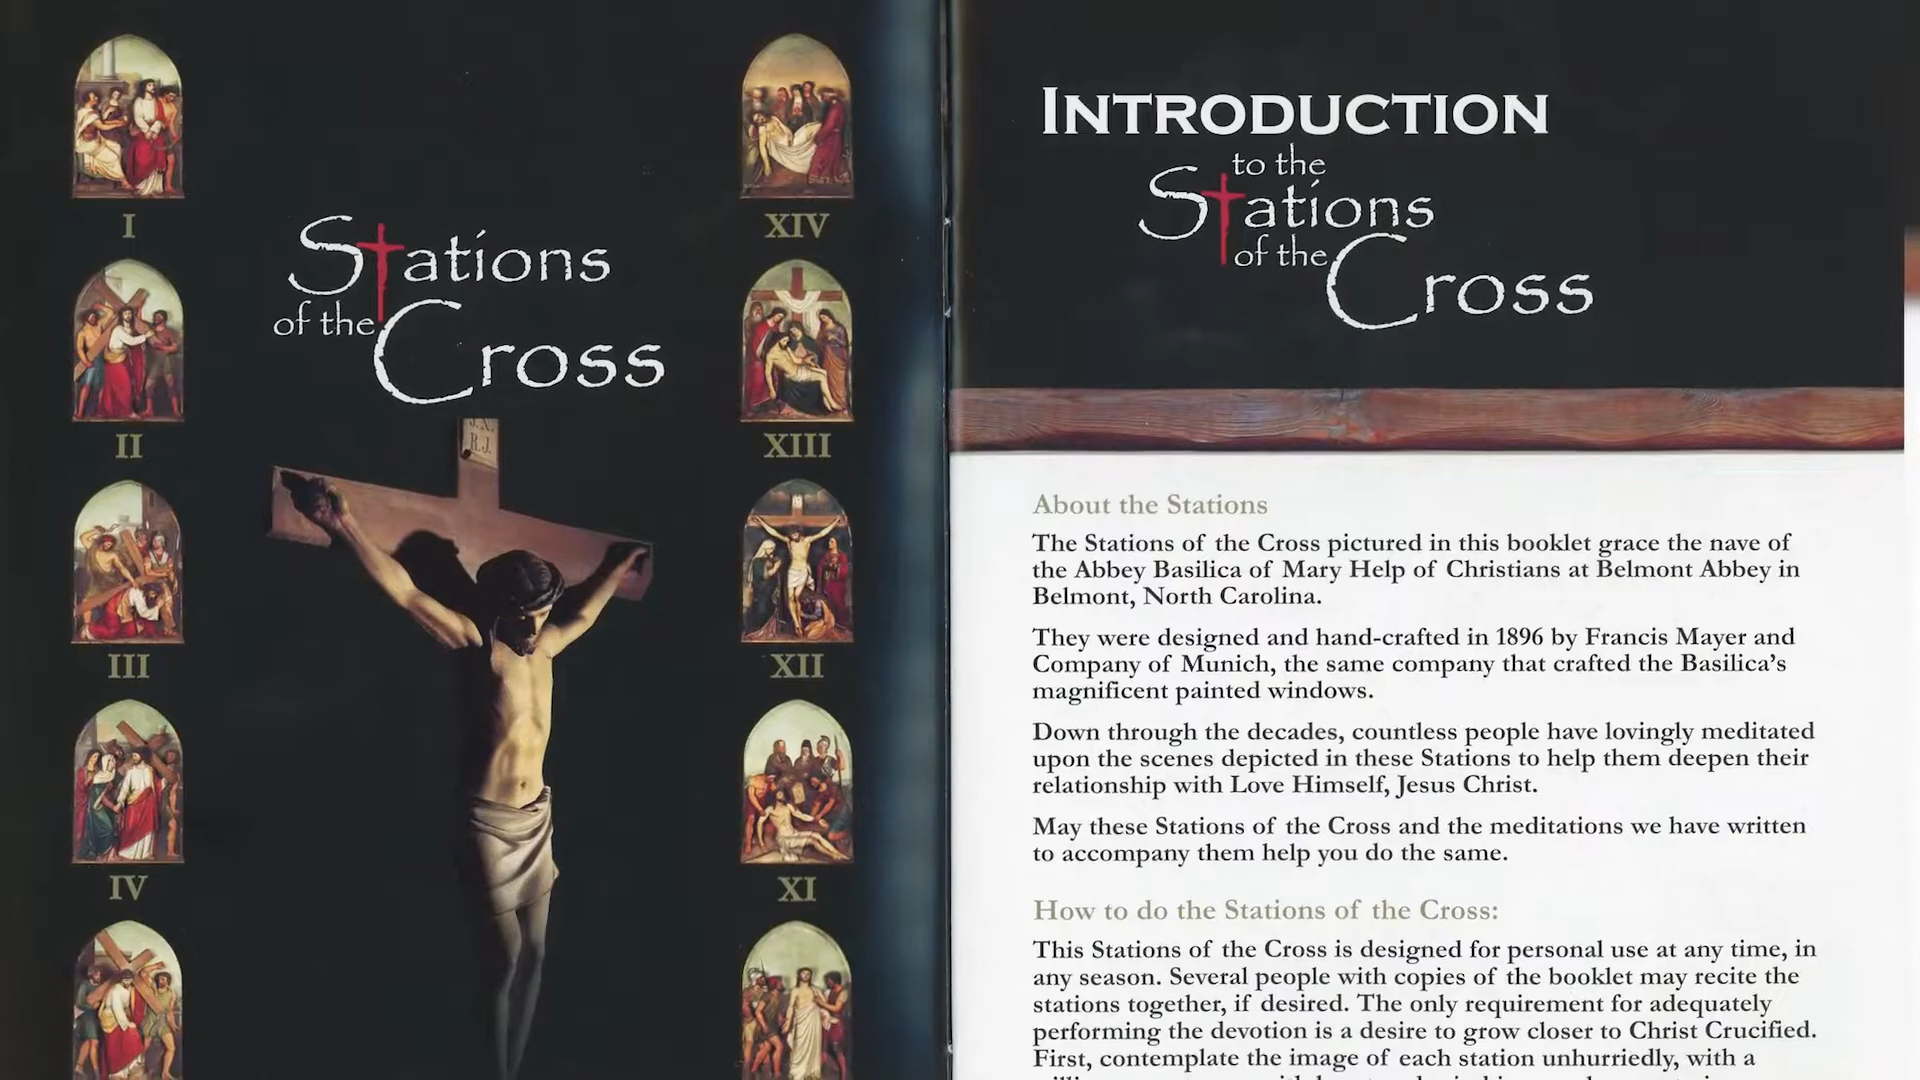 I
II
III
IV
Stations
of the
Cross
J.N.
R.J.
XIV
XIII
XII
XI
INTRODUCTION
to the
Stations
of the
Cross
About the Stations
The Stations of the Cross pictured in this booklet grace the nave of
the Abbey Basilica of Mary Help of Christians at Belmont Abbey in
Belmont, North Carolina.
They were designed and hand-crafted in 1896 by Francis Mayer and
Company of Munich, the same company that crafted the Basilica's
magnificent painted windows.
Down through the decades, countless people have lovingly meditated
upon the scenes depicted in these Stations to help them deepen their
relationship with Love Himself, Jesus Christ.
May these Stations of the Cross and the meditations we have written
to accompany them help you do the same.
How to do the Stations of the Cross:
This Stations of the Cross is designed for personal use at any time, in
any season. Several people with copies of the booklet may recite the
stations together, if desired. The only requirement for adequately
performing the devotion is a desire to grow closer to Christ Crucified.
First, contemplate the image of each station unhurriedly, with a